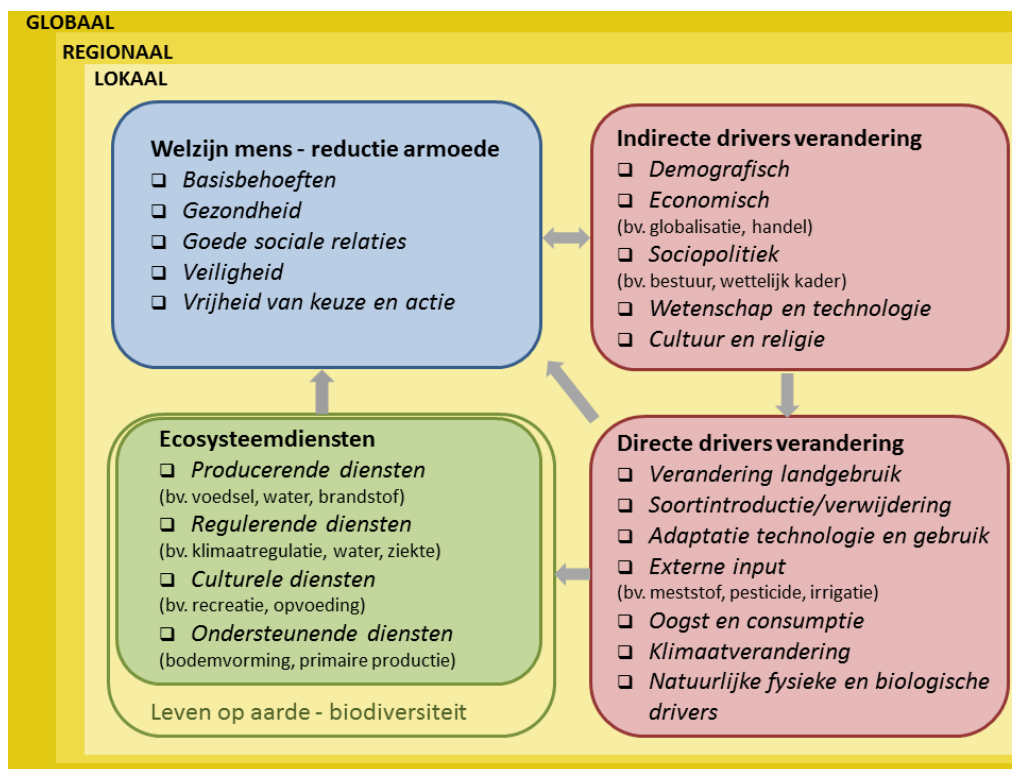 GLOBAAL
REGIONAAL
LOKAAL
Welzijn mens - reductie armoede
❑ Basisbehoeften
❑ Gezondheid
❑ Goede sociale relaties
❑ Veiligheid
❑ Vrijheid van keuze en actie
Indirecte drivers verandering
❑ Demografisch
❑ Economisch
(bv. globalisatie, handel)
❑ Sociopolitiek
(bv. bestuur, wettelijk kader)
❑ Wetenschap en technologie
❑ Cultuur en religie
Ecosysteemdiensten
❑ Producerende diensten
(bv. voedsel, water, brandstof)
❑ Regulerende diensten
(bv. klimaatregulatie, water, ziekte)
❑ Culturele diensten
(bv. recreatie, opvoeding)
❑ Ondersteunende diensten
(bodemvorming, primaire productie)
Leven op aarde - biodiversiteit
Directe drivers verandering
❑ Verandering landgebruik
❑ Soortintroductie/verwijdering
❑ Adaptatie technologie en gebruik
❑ Externe input
(bv. meststof, pesticide, irrigatie)
❑ Oogst en consumptie
❑ Klimaatverandering
❑ Natuurlijke fysieke en biologische
drivers